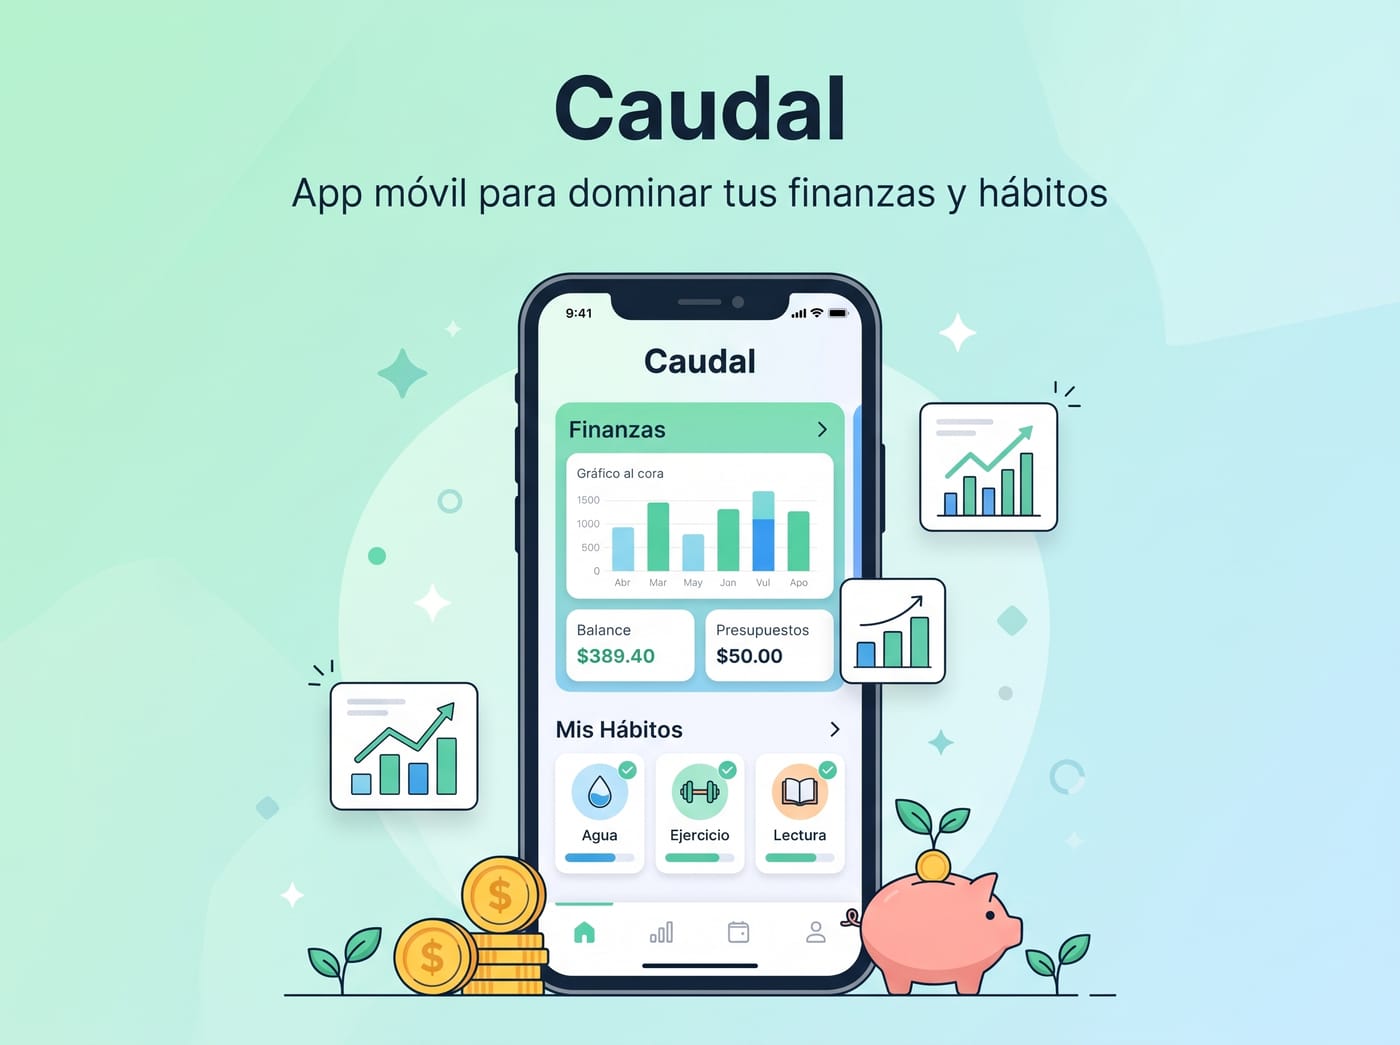 Caudal
App móvil para dominar tus finanzas y hábitos
9:41
Caudal
Finanzas
Gráfico al cora
1500
1000
500
0
Abr Mar May Jan Vul Apo
Balance
$389.40
Presupuestos
$50.00
Mis Hábitos
Agua
Ejercicio
Lectura
$
$